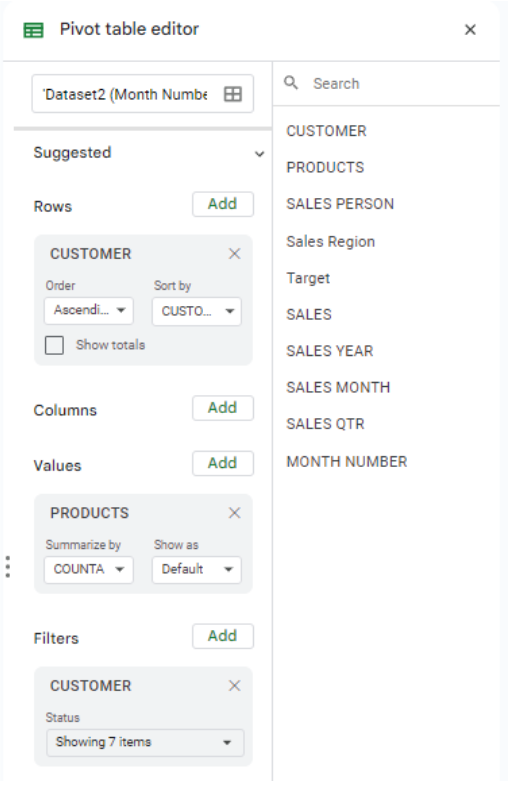 Pivot table editor
'Dataset2 (Month Numbe
Suggested
Rows
Add
CUSTOMER
Order
Sort by
Ascendi...
CUSTO...
Show totals
Columns
Add
Values
Add
PRODUCTS
Summarize by
Show as
COUNTA
Default
Filters
Add
CUSTOMER
Status
Showing 7 items
Search
CUSTOMER
PRODUCTS
SALES PERSON
Sales Region
Target
SALES
SALES YEAR
SALES MONTH
SALES QTR
MONTH NUMBER